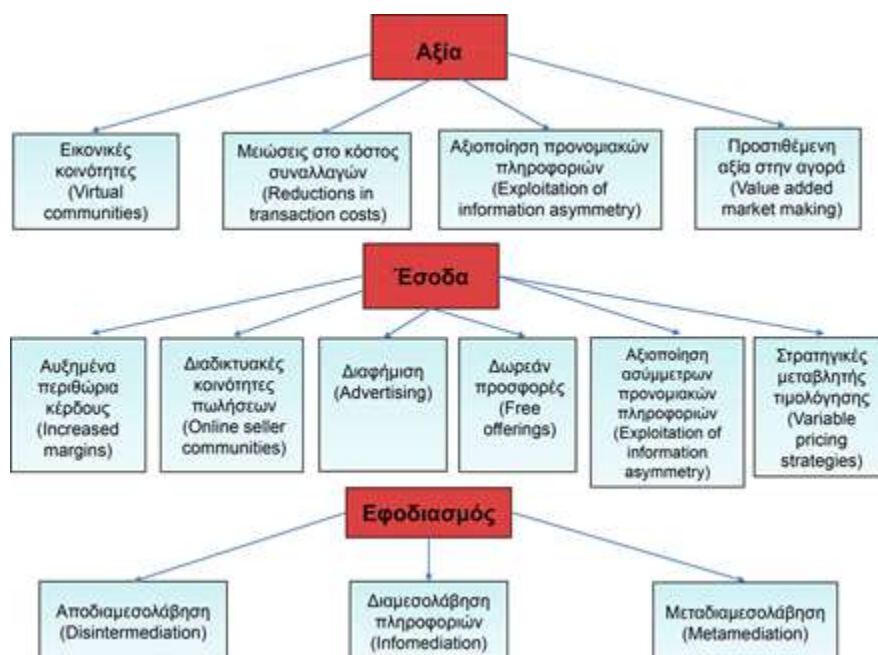 Αξία
Εικονικές
κοινότητες
(Virtual
communities)
Μειώσεις στο κόστος
συναλλαγών
(Reductions in
transaction costs)
Αξιοποίηση προνομιακών
πληροφοριών
(Exploitation of
information asymmetry)
Προστιθέμενη
αξία στην αγορά
(Value added
market making)
Έσοδα
Αυξημένα
περιθώρια
κέρδους
(Increased
margins)
Διαδικτυακές
κοινότητες
πωλήσεων
(Online seller
communities)
Διαφήμιση
(Advertising)
Δωρεάν
προσφορές
(Free
offerings)
Αξιοποίηση
ασύμμετρων
προνομιακών
πληροφοριών
(Exploitation of
information
asymmetry)
Στρατηγικές
μεταβλητής
τιμολόγησης
(Variable
pricing
strategies)
Εφοδιασμός
Αποδιαμεσολάβηση
(Disintermediation)
Διαμεσολάβηση
πληροφοριών
(Infomediation)
Μεταδιαμεσολάβηση
(Metamediation)